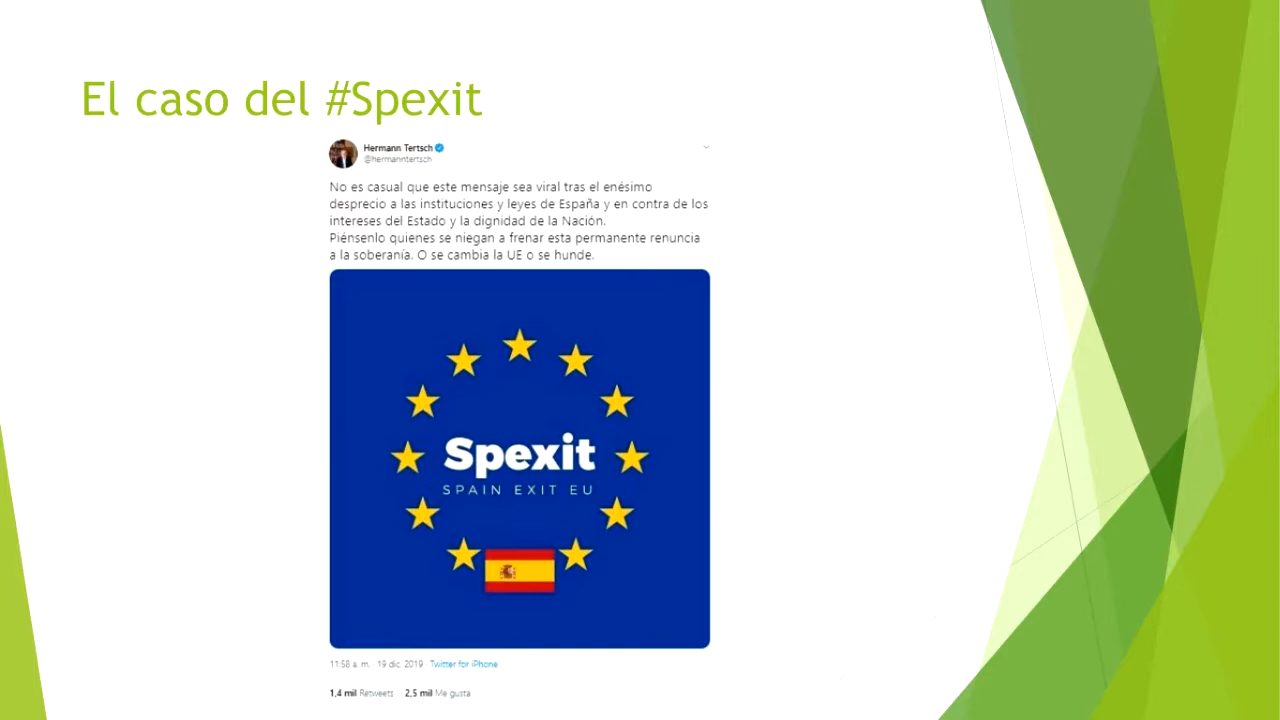 El caso del #Spexit
Hermann Tertsch
@hermanntertsch
No es casual que este mensaje sea viral tras el enésimo
desprecio a las instituciones y leyes de España y en contra de los
intereses del Estado y la dignidad de la Nación.
Piénsenlo quienes se niegan a frenar esta permanente renuncia
a la soberanía. O se cambia la UE o se hunde.
Spexit
SPAIN EXIT EU
11:58 a. m. · 19 dic. 2019 · Twitter for iPhone
1,4 mil Retweets 2,5 mil Me gusta